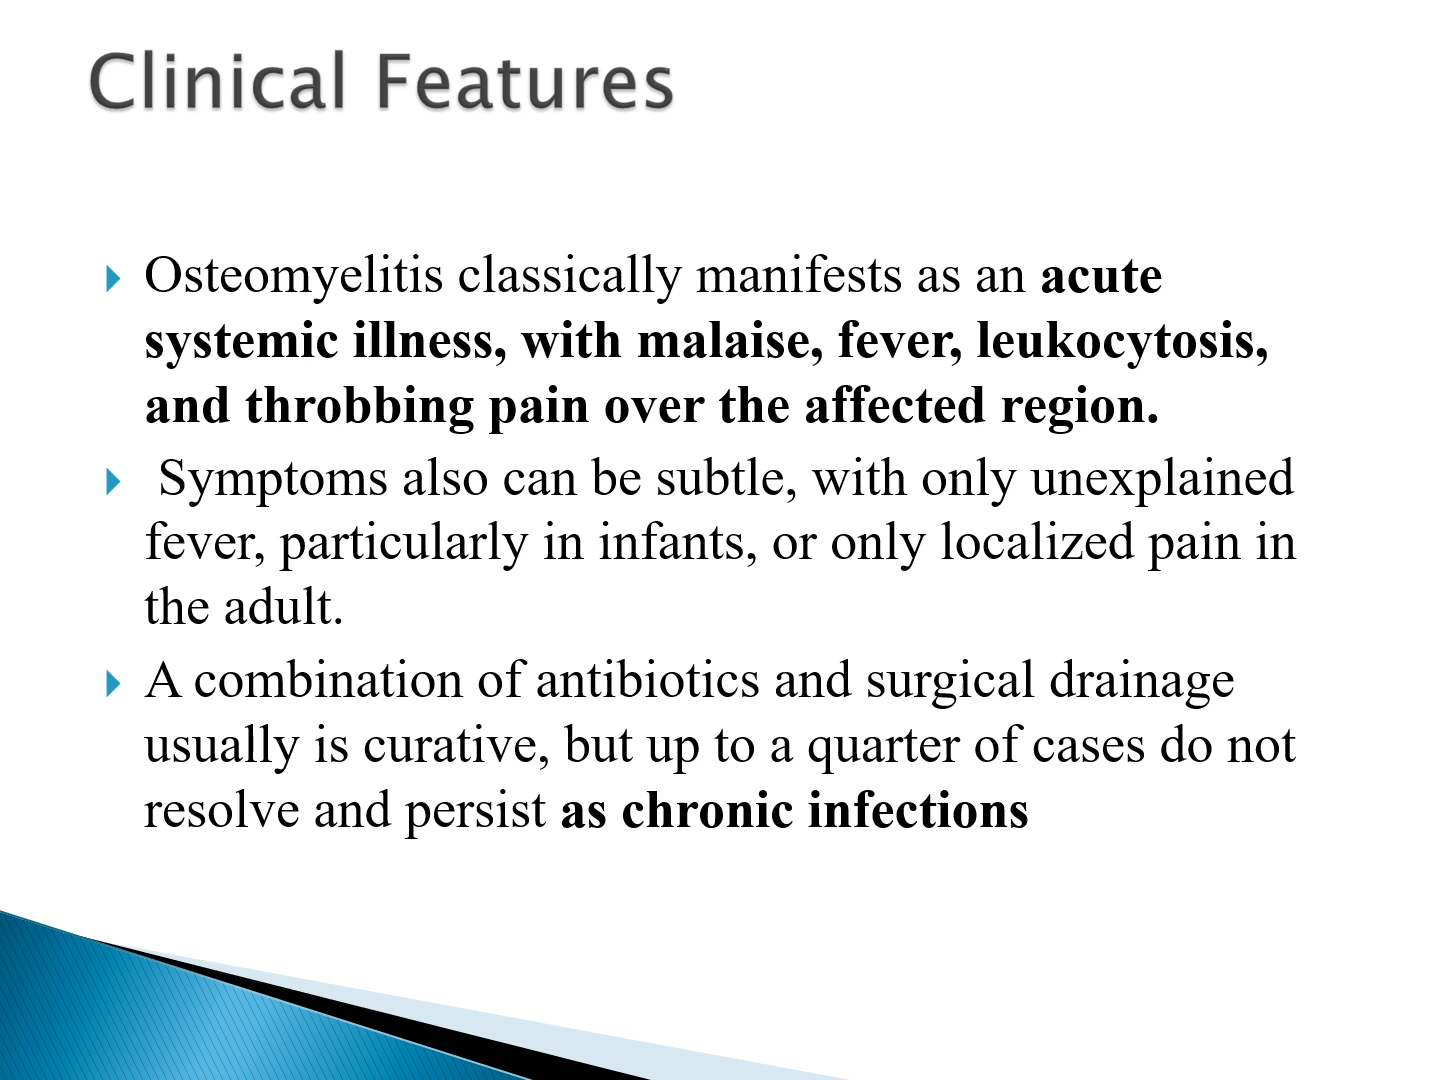 Clinical Features
Osteomyelitis classically manifests as an acute
systemic illness, with malaise, fever, leukocytosis,
and throbbing pain over the affected region.
Symptoms also can be subtle, with only unexplained
fever, particularly in infants, or only localized pain in
the adult.
A combination of antibiotics and surgical drainage
usually is curative, but up to a quarter of cases do not
resolve and persist as chronic infections